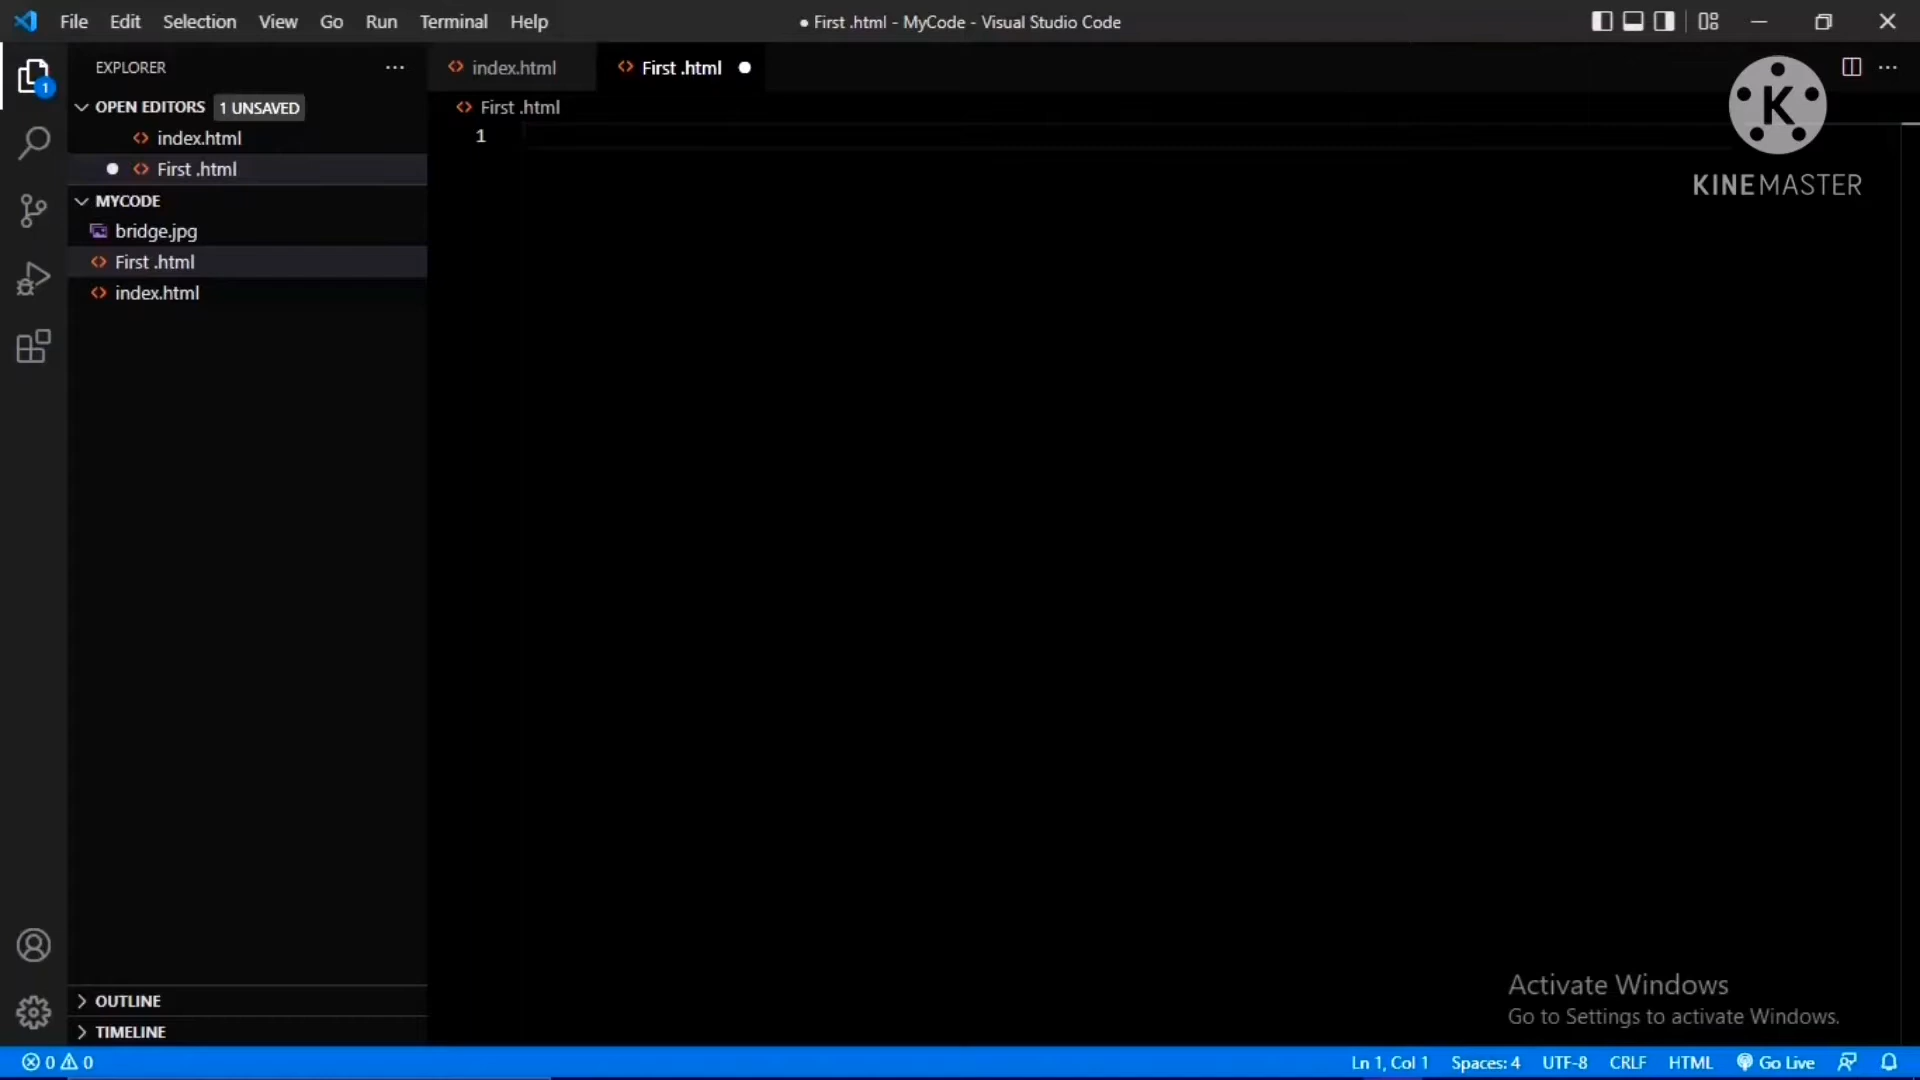 File Edit Selection View Go Run Terminal Help
● First .html - MyCode - Visual Studio Code
EXPLORER
OPEN EDITORS 1 UNSAVED
index.html
First .html
MYCODE
bridge.jpg
First .html
index.html
OUTLINE
TIMELINE
1
index.html First .html
First .html
1
K
KINEMASTER
Activate Windows
Go to Settings to activate Windows.
0 0 Ln 1, Col 1 Spaces: 4 UTF-8 CRLF HTML Go Live